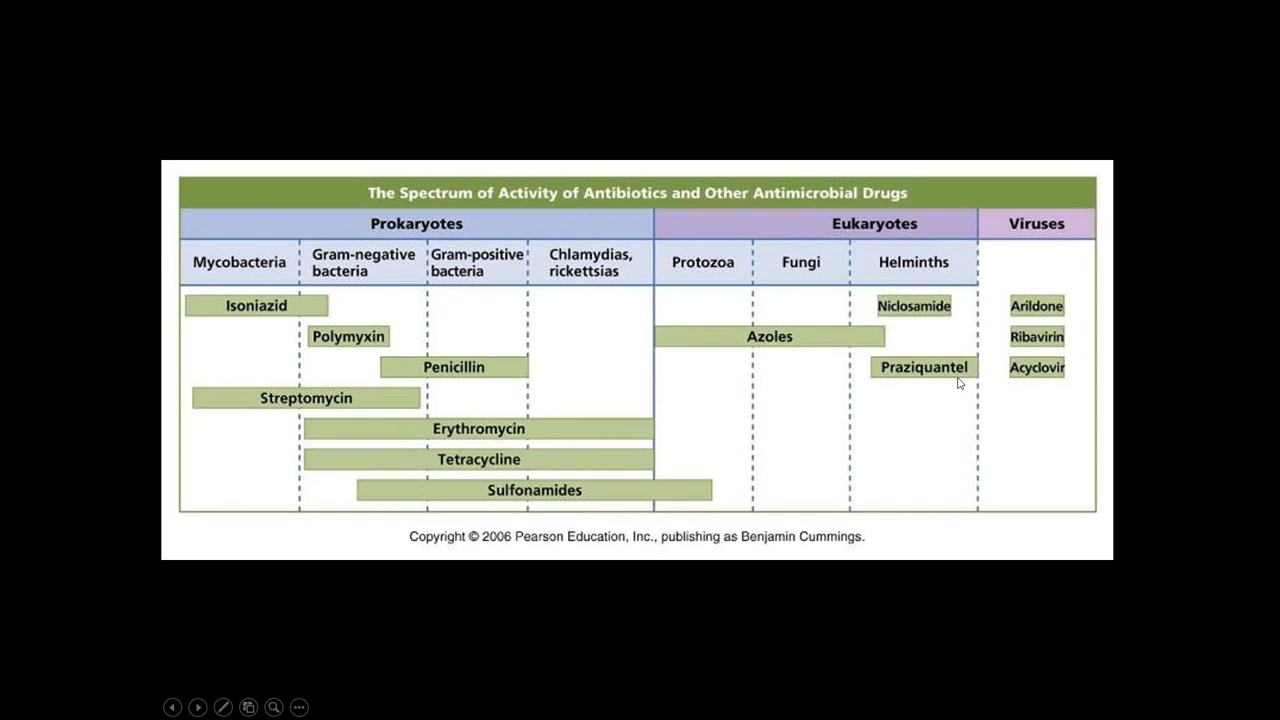 The Spectrum of Activity of Antibiotics and Other Antimicrobial Drugs
Prokaryotes
Eukaryotes
Viruses
Mycobacteria
Gram-negative
bacteria
Gram-positive
bacteria
Chlamydias,
rickettsias
Protozoa
Fungi
Helminths
Isoniazid
Niclosamide
Arildone
Polymyxin
Azoles
Ribavirin
Penicillin
Praziquantel
Acyclovir
Streptomycin
Erythromycin
Tetracycline
Sulfonamides
Copyright © 2006 Pearson Education, Inc., publishing as Benjamin Cummings.